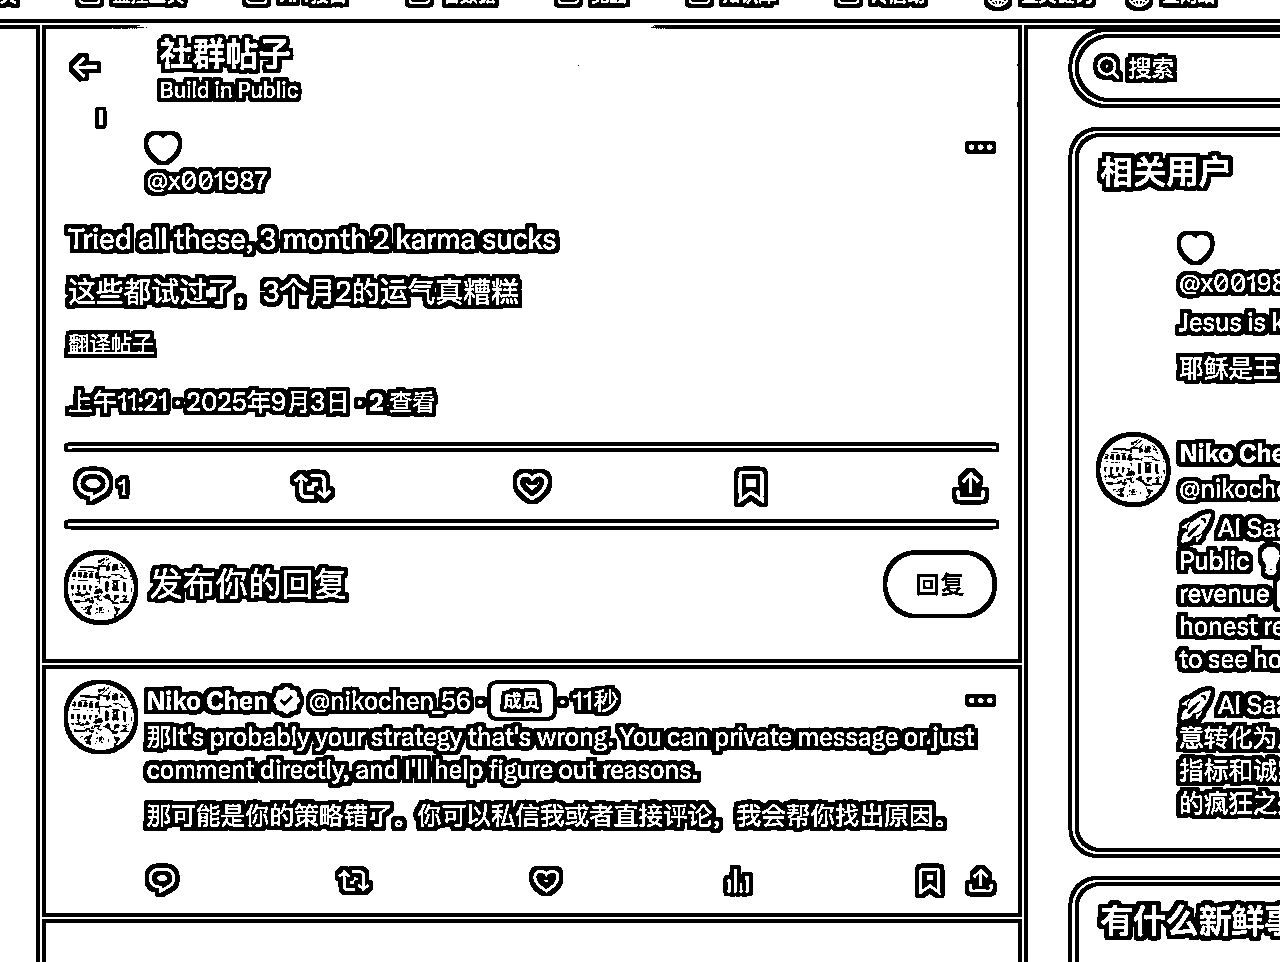 社群帖子
Build in Public
@x001987
Tried all these, 3 month 2 karma sucks
这些都试过了，3个月2的运气真糟糕
翻译帖子
上午11:21 · 2025年9月3日 · 2 查看
1
发布你的回复
回复
Niko Chen @nikochen_56 · 成员 · 11秒
那It's probably your strategy that's wrong. You can private message or just
comment directly, and I'll help figure out reasons.
那可能是你的策略错了。你可以私信我或者直接评论，我会帮你找出原因。
搜索
相关用户
@x00198
Jesus is k
耶稣是王
Niko Che
@nikoche
AI Saa
Public
revenue
honest re
to see ho
AI Saa
意转化为
指标和诚
的疯狂之
有什么新鲜事